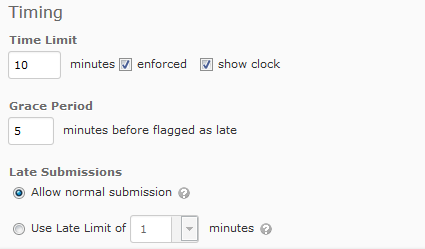 Timing
Time Limit
10 minutes enforced show clock
Grace Period
5 minutes before flagged as late
Late Submissions
Allow normal submission ?
Use Late Limit of 1 minutes ?